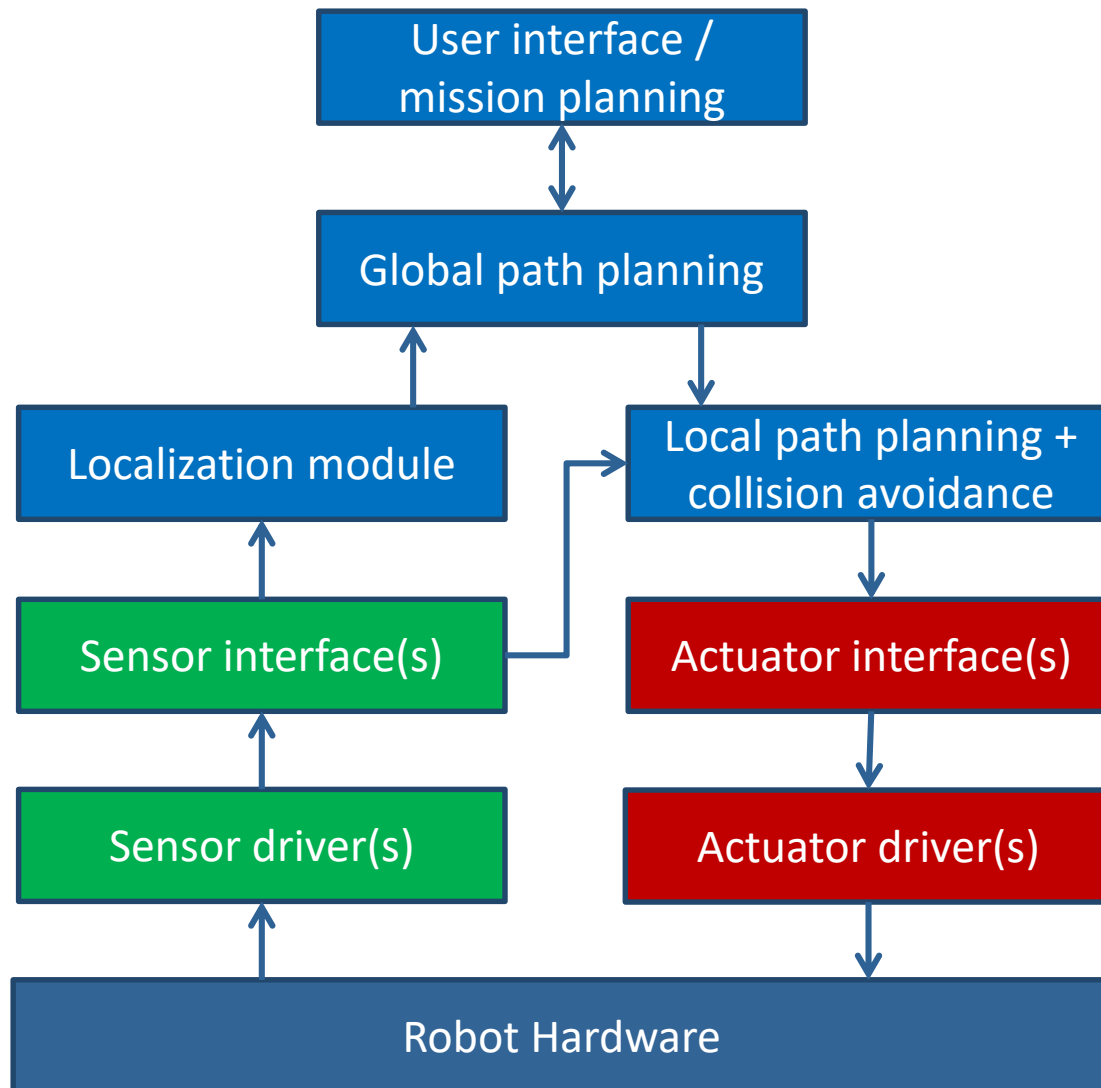 User interface /
mission planning
Global path planning
Localization module
Local path planning +
collision avoidance
Sensor interface(s)
Actuator interface(s)
Sensor driver(s)
Actuator driver(s)
Robot Hardware